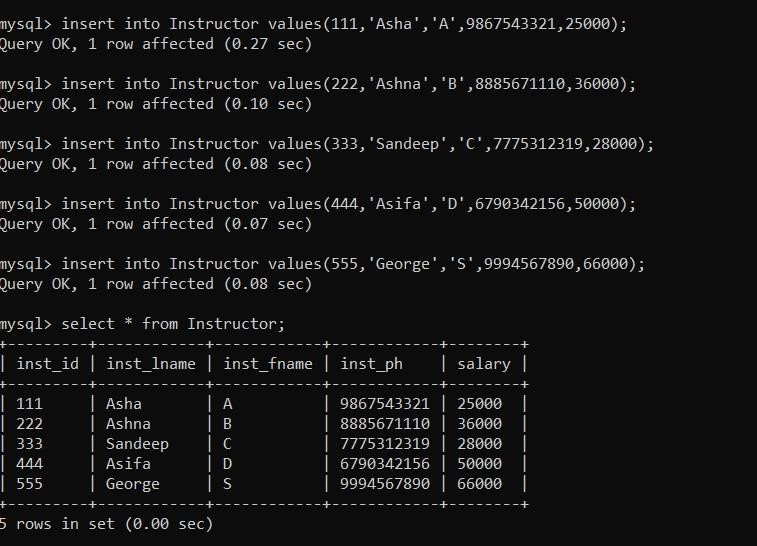 mysql> insert into Instructor values(111,'Asha','A',9867543321,25000);
Query OK, 1 row affected (0.27 sec)
mysql> insert into Instructor values(222,'Ashna','B',8885671110,36000);
Query OK, 1 row affected (0.10 sec)
mysql> insert into Instructor values(333,'Sandeep','C',7775312319,28000);
Query OK, 1 row affected (0.08 sec)
mysql> insert into Instructor values(444,'Asifa','D',6790342156,50000);
Query OK, 1 row affected (0.07 sec)
mysql> insert into Instructor values(555,'George','S',9994567890,66000);
Query OK, 1 row affected (0.08 sec)
mysql> select * from Instructor;
+---------+------------+------------+------------+--------+
| inst_id | inst_lname | inst_fname | inst_ph    | salary |
+---------+------------+------------+------------+--------+
| 111     | Asha       | A          | 9867543321 | 25000  |
| 222     | Ashna      | B          | 8885671110 | 36000  |
| 333     | Sandeep    | C          | 7775312319 | 28000  |
| 444     | Asifa      | D          | 6790342156 | 50000  |
| 555     | George     | S          | 9994567890 | 66000  |
+---------+------------+------------+------------+--------+
5 rows in set (0.00 sec)